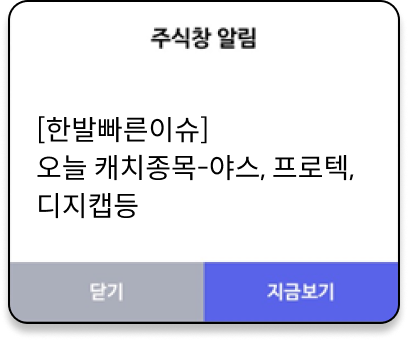 주식창 알림
[한발빠른이슈]
오늘 캐치종목-야스, 프로텍,
디지캡등
닫기
지금보기